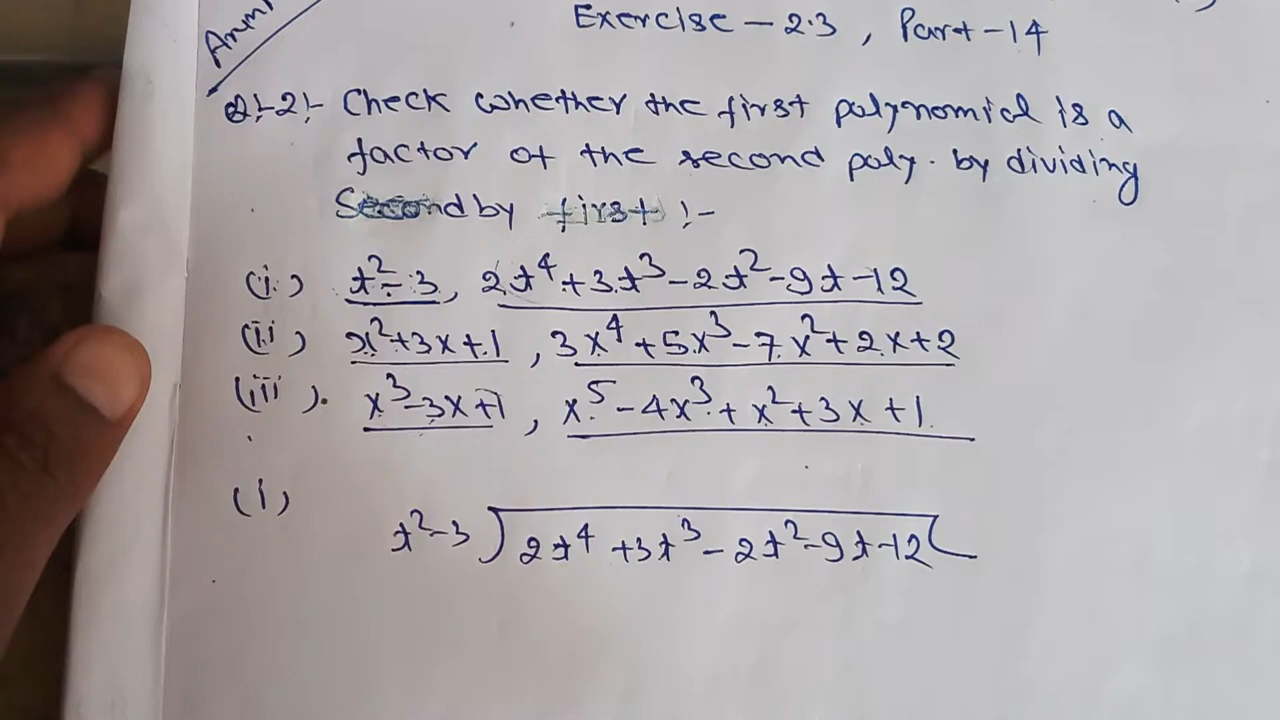 Exercise - 2.3 , Part - 14
Q:-2:- Check whether the first polynomial is a
factor of the second poly. by dividing
Second by first :-
(i.) t²-3, 2t⁴+3t³-2t²-9t-12
(ii) x²+3x+1 , 3x⁴+5x³-7x²+2x+2
(iii). x³-3x+1 , x⁵-4x³+x²+3x+1
(i)
t²-3)2t⁴+3t³-2t²-9t-12(